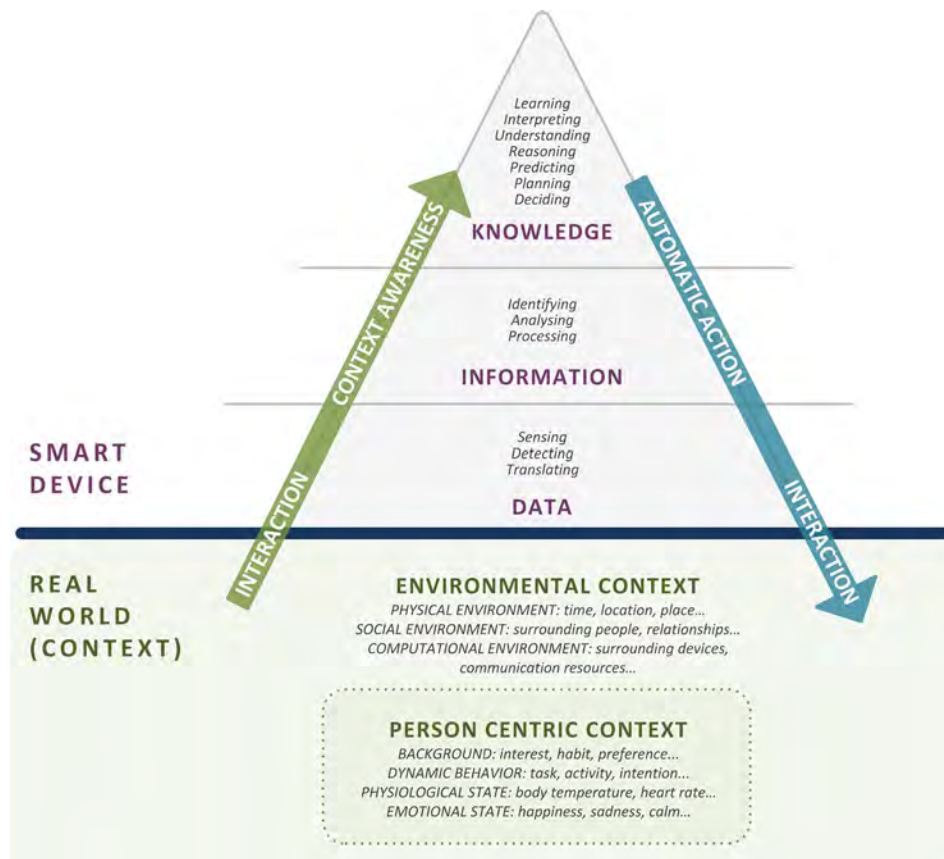 Learning
Interpreting
Understanding
Reasoning
Predicting
Planning
Deciding
KNOWLEDGE
Identifying
Analysing
Processing
INFORMATION
Sensing
Detecting
Translating
DATA
INTERACTION CONTEXT AWARENESS
AUTOMATIC ACTION INTERACTION
SMART
DEVICE
REAL
WORLD
(CONTEXT)
ENVIRONMENTAL CONTEXT
PHYSICAL ENVIRONMENT: time, location, place...
SOCIAL ENVIRONMENT: surrounding people, relationships...
COMPUTATIONAL ENVIRONMENT: surrounding devices,
communication resources...
PERSON CENTRIC CONTEXT
BACKGROUND: interest, habit, preference...
DYNAMIC BEHAVIOR: task, activity, intention...
PHYSIOLOGICAL STATE: body temperature, heart rate...
EMOTIONAL STATE: happiness, sadness, calm...